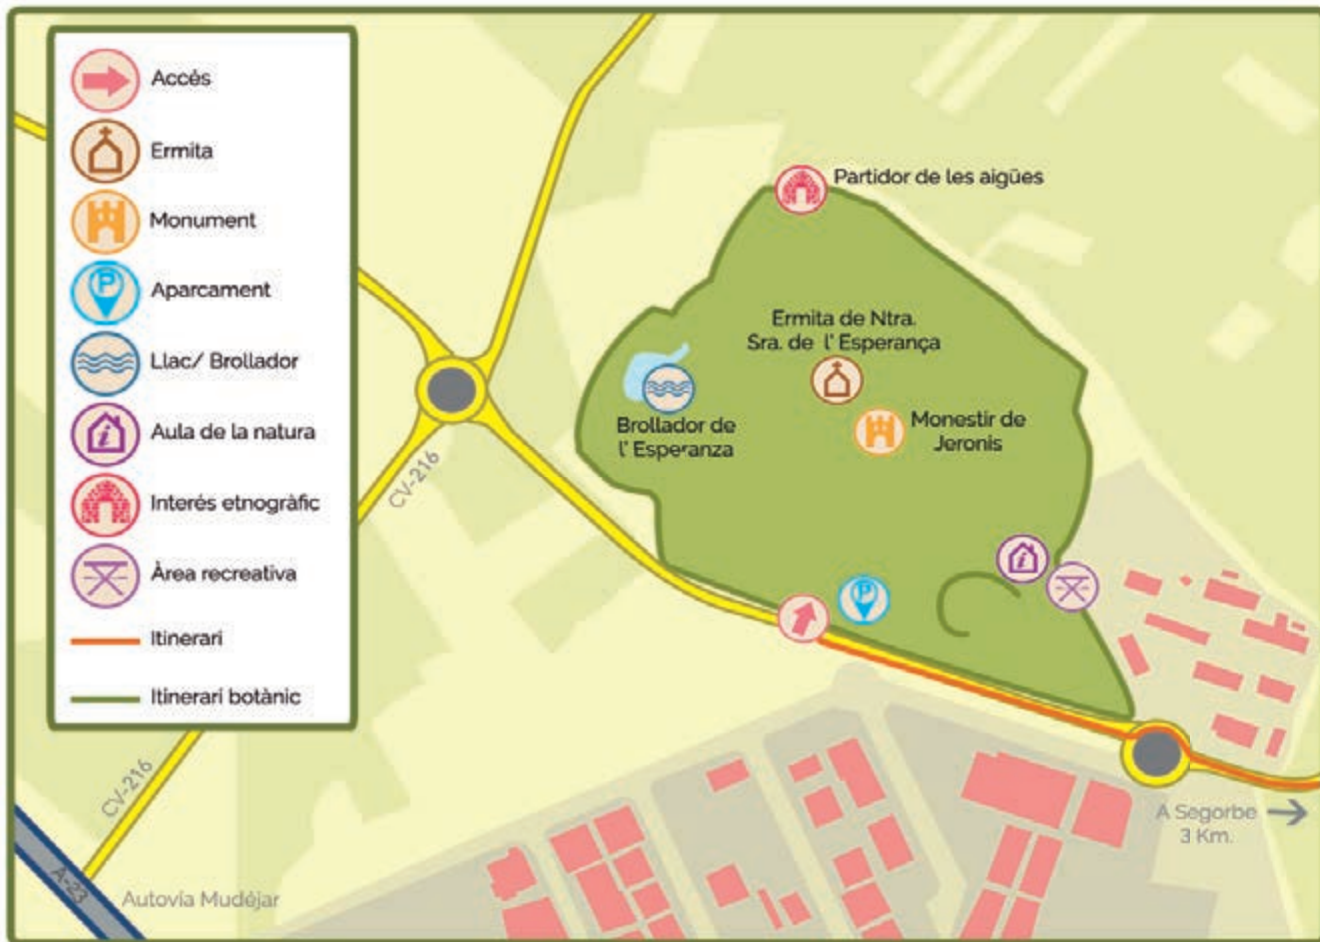 Accés
Ermita
Monument
P
Aparcament
Llac/ Brollador
i
Aula de la natura
Interés etnogràfic
Àrea recreativa
Itinerari
Itinerari botànic
Partidor de les aigües
Ermita de Ntra.
Sra. de l' Esperança
Brollador de
l' Esperanza
Monestir de
Jeronis
i
P
CV-216
CV-216
A-23
Autovia Mudéjar
A Segorbe
3 Km.